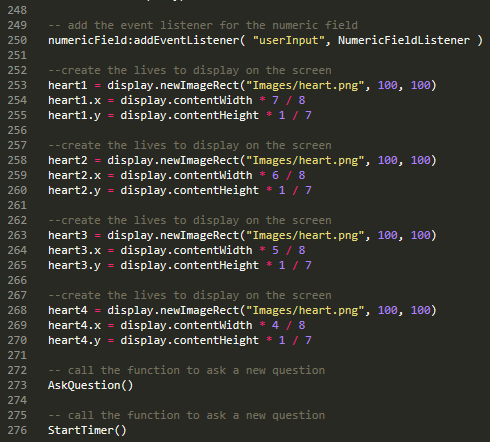 248
249 -- add the event listener for the numeric field
250 numericField:addEventListener( "userInput", NumericFieldListener )
251
252 --create the lives to display on the screen
253 heart1 = display.newImageRect("Images/heart.png", 100, 100)
254 heart1.x = display.contentWidth * 7 / 8
255 heart1.y = display.contentHeight * 1 / 7
256
257 --create the lives to display on the screen
258 heart2 = display.newImageRect("Images/heart.png", 100, 100)
259 heart2.x = display.contentWidth * 6 / 8
260 heart2.y = display.contentHeight * 1 / 7
261
262 --create the lives to display on the screen
263 heart3 = display.newImageRect("Images/heart.png", 100, 100)
264 heart3.x = display.contentWidth * 5 / 8
265 heart3.y = display.contentHeight * 1 / 7
266
267 --create the lives to display on the screen
268 heart4 = display.newImageRect("Images/heart.png", 100, 100)
269 heart4.x = display.contentWidth * 4 / 8
270 heart4.y = display.contentHeight * 1 / 7
271
272 -- call the function to ask a new question
273 AskQuestion()
274
275 -- call the function to ask a new question
276 StartTimer()